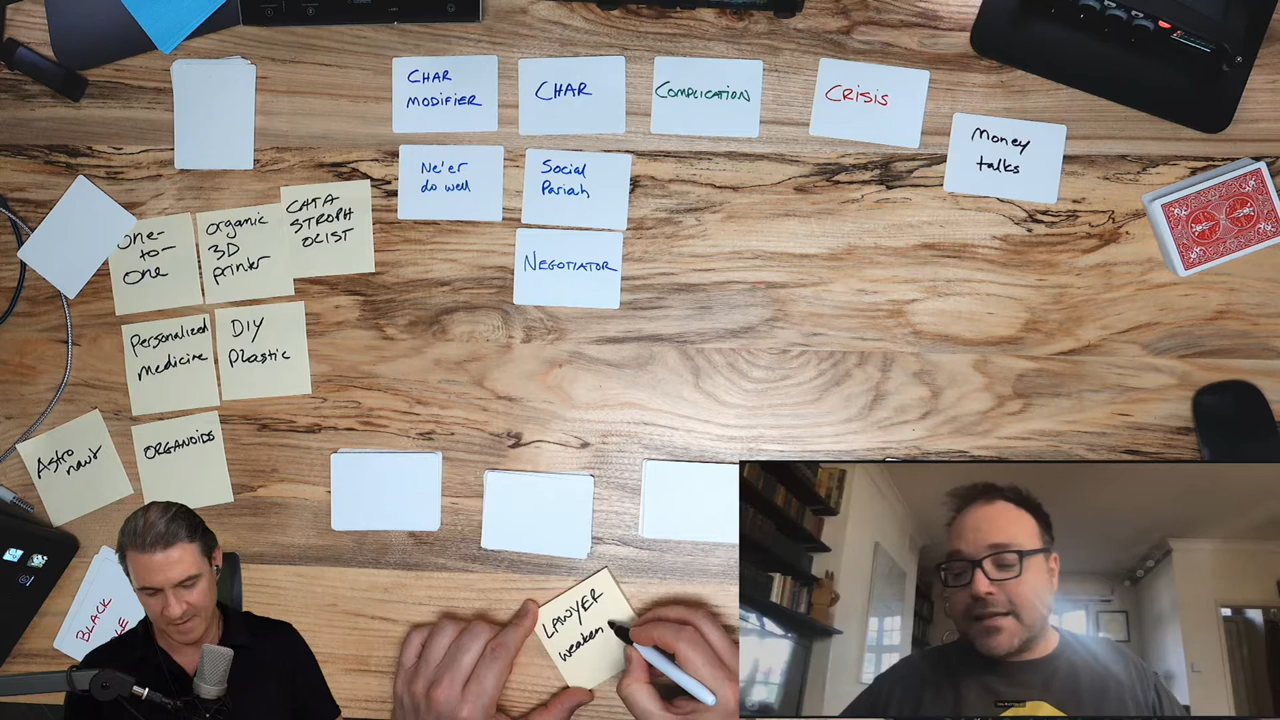 CHAR
MODIFIER
CHAR
COMPLICATION
CRISIS
Money
talks
Ne'er
do well
Social
Pariah
NEGOTIATOR
one-
to-
one
organic
3D
printer
CATA
STROPH
OLIST
Personalized
medicine
DIY
Plastic
Astro
naut
ORGANOIDS
BLACK
LAWYER
weaken